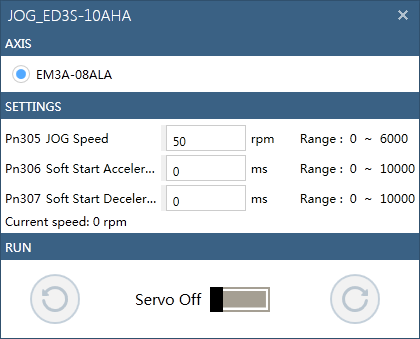 JOG_ED3S-10AHA
AXIS
EM3A-08ALA
SETTINGS
Pn305 JOG Speed 50 rpm Range : 0 ~ 6000
Pn306 Soft Start Acceler... 0 ms Range : 0 ~ 10000
Pn307 Soft Start Deceler... 0 ms Range : 0 ~ 10000
Current speed: 0 rpm
RUN
Servo Off